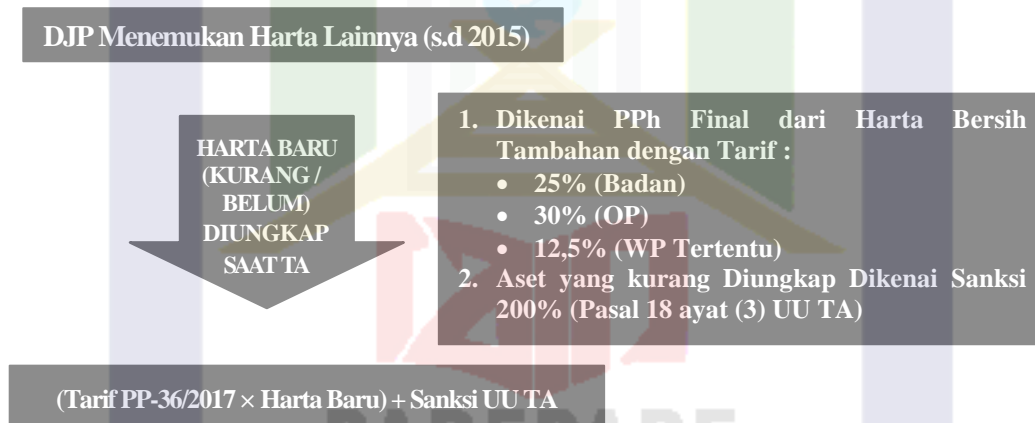 DJP Menemukan Harta Lainnya (s.d 2015)
HARTA BARU
(KURANG /
BELUM)
DIUNGKAP
SAAT TA
1. Dikenai PPh Final dari Harta Bersih
Tambahan dengan Tarif :
• 25% (Badan)
• 30% (OP)
• 12,5% (WP Tertentu)
2. Aset yang kurang Diungkap Dikenai Sanksi
200% (Pasal 18 ayat (3) UU TA)
(Tarif PP-36/2017 × Harta Baru) + Sanksi UU TA